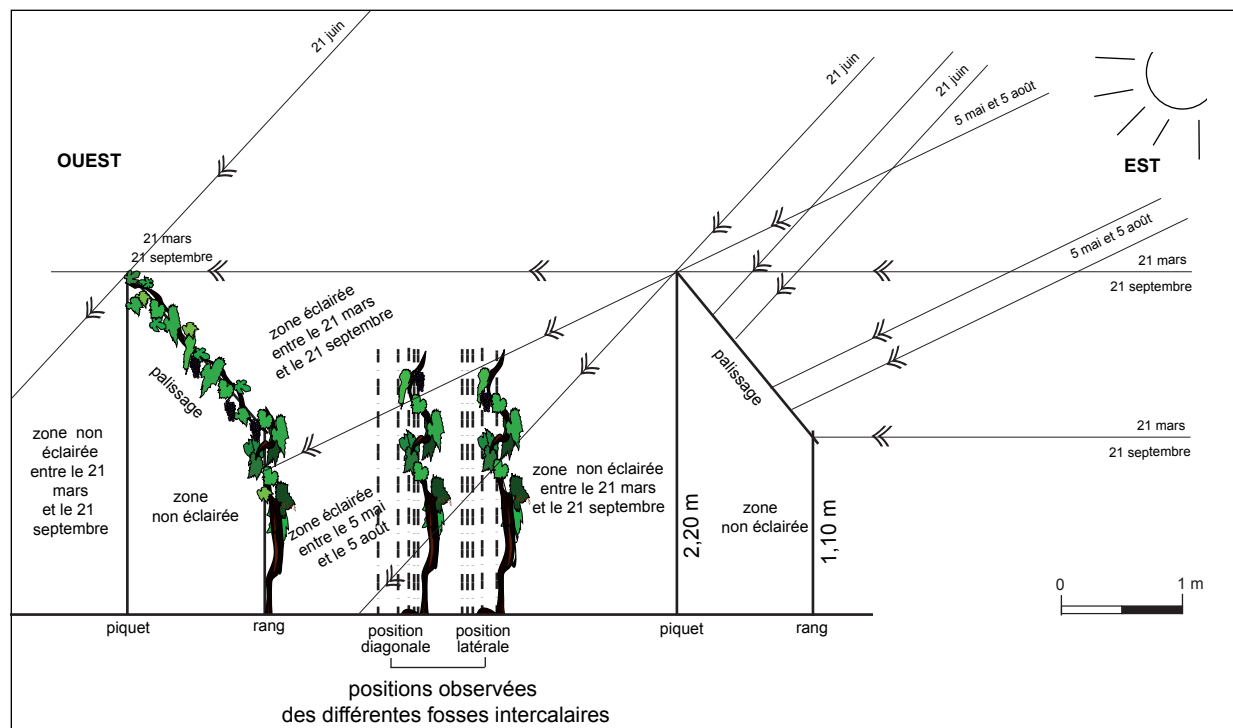 21 juin
21 juin
21 juin
5 mai et 5 août
OUEST
EST
5 mai et 5 août
21 mars
21 septembre
21 mars
21 septembre
zone éclairée
entre le 21 mars
et le 21 septembre
palissage
palissage
zone non
éclairée
entre le 21
mars
et le 21
septembre
zone
non éclairée
zone éclairée
entre le 5 mai
et le 5 août
zone non éclairée
entre le 21 mars
et le 21 septembre
2,20 m
zone
non éclairée
1,10 m
21 mars
21 septembre
0 1 m
piquet
rang
position
diagonale
position
latérale
piquet
rang
positions observées
des différentes fosses intercalaires